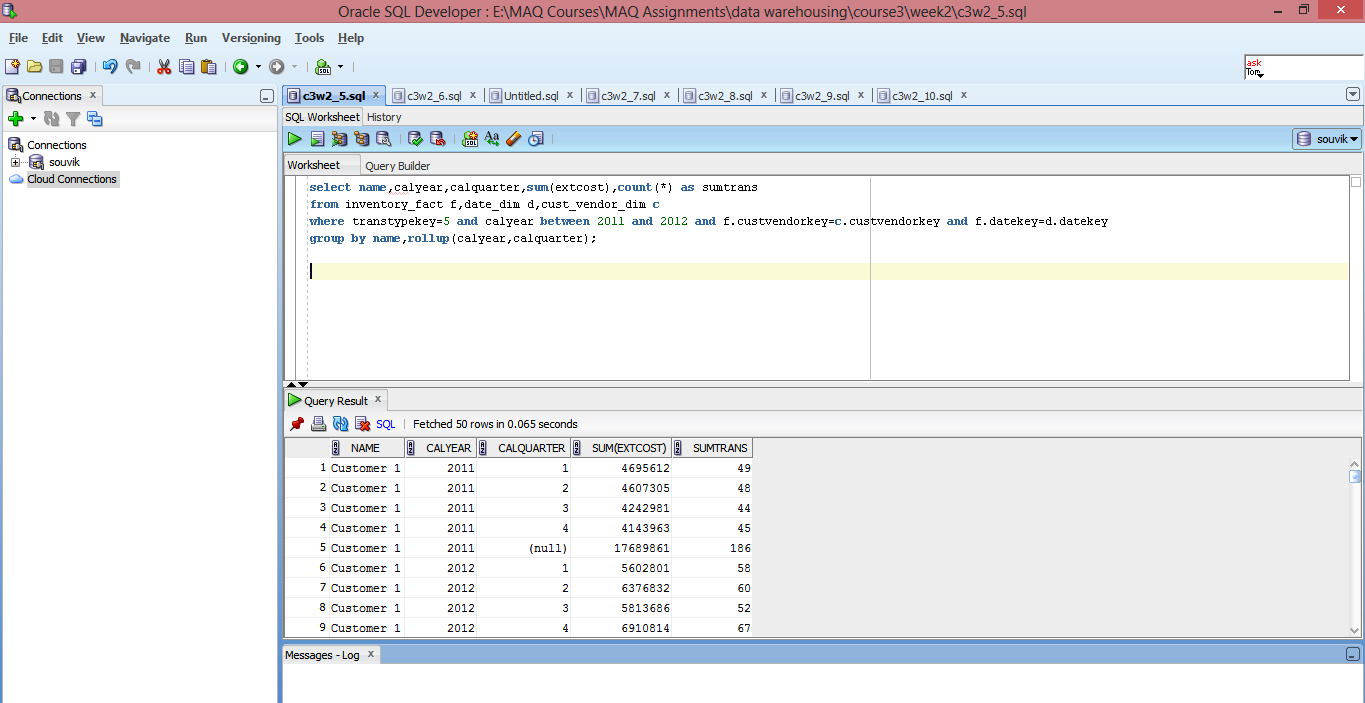 Oracle SQL Developer : E:\MAQ Courses\MAQ Assignments\data warehousing\course3\week2\c3w2_5.sql
File Edit View Navigate Run Versioning Tools Help
SQL
ask
Tom
Connections x
c3w2_5.sql x c3w2_6.sql x Untitled.sql x c3w2_7.sql x c3w2_8.sql x c3w2_9.sql x c3w2_10.sql x
SQL Worksheet History
SQL Aa souvik
Connections
souvik
Cloud Connections
Worksheet Query Builder
select name,calyear,calquarter,sum(extcost),count(*) as sumtrans
from inventory_fact f,date_dim d,cust_vendor_dim c
where transtypekey=5 and calyear between 2011 and 2012 and f.custvendorkey=c.custvendorkey and f.datekey=d.datekey
group by name,rollup(calyear,calquarter);
Query Result x
SQL | Fetched 50 rows in 0.065 seconds
NAME CALYEAR CALQUARTER SUM(EXTCOST) SUMTRANS
1 Customer 1 2011 1 4695612 49
2 Customer 1 2011 2 4607305 48
3 Customer 1 2011 3 4242981 44
4 Customer 1 2011 4 4143963 45
5 Customer 1 2011 (null) 17689861 186
6 Customer 1 2012 1 5602801 58
7 Customer 1 2012 2 6376832 60
8 Customer 1 2012 3 5813686 52
9 Customer 1 2012 4 6910814 67
Messages - Log x